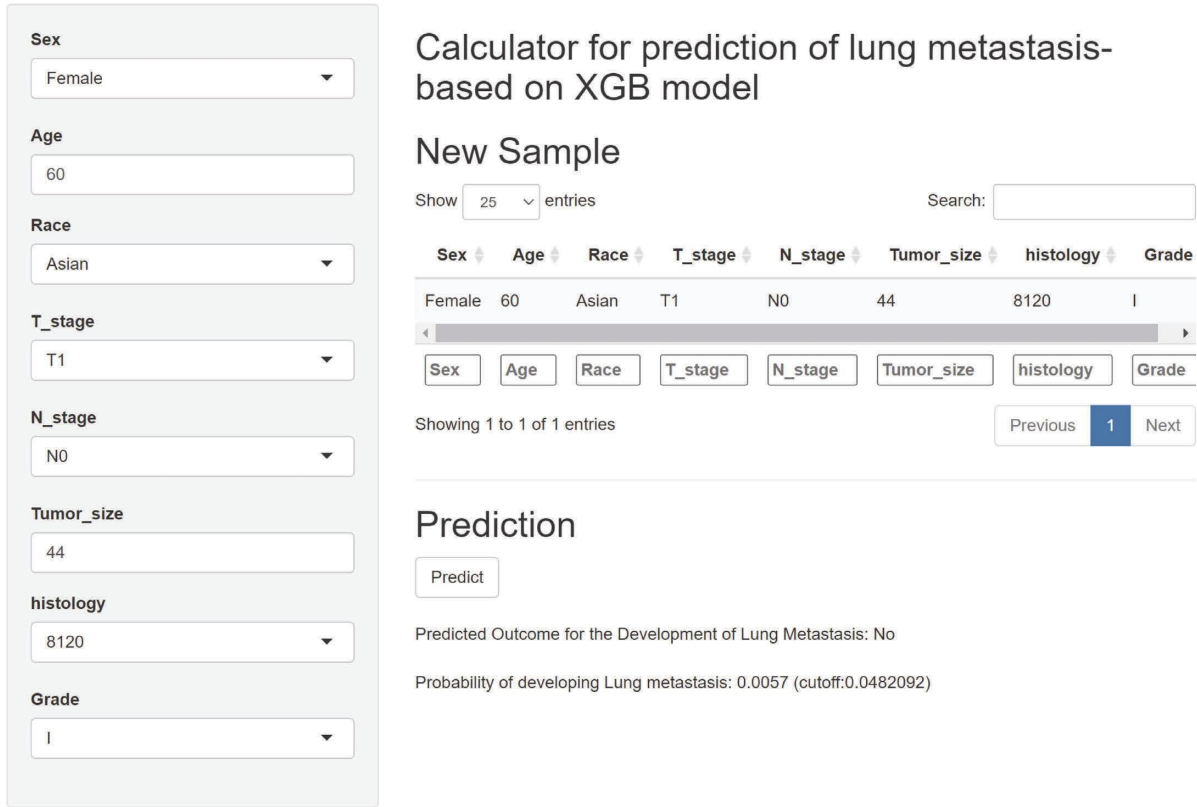 Sex
Female
Age
60
Race
Asian
T_stage
T1
N_stage
N0
Tumor_size
44
histology
8120
Grade
I
Calculator for prediction of lung metastasis-
based on XGB model
New Sample
Show 25 entries Search:
Sex Age Race T_stage N_stage Tumor_size histology Grade
Female 60 Asian T1 N0 44 8120 I
Sex Age Race T_stage N_stage Tumor_size histology Grade
Showing 1 to 1 of 1 entries Previous 1 Next
Prediction
Predict
Predicted Outcome for the Development of Lung Metastasis: No
Probability of developing Lung metastasis: 0.0057 (cutoff:0.0482092)